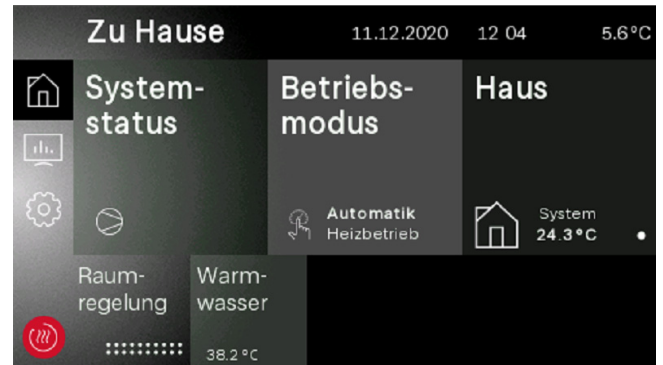 Zu Hause 11.12.2020 12 04 5.6°C
System-
status
Betriebs-
modus
Automatik
Heizbetrieb
Haus
System
24.3°C
Raum-
regelung
Warm-
wasser
38.2°C